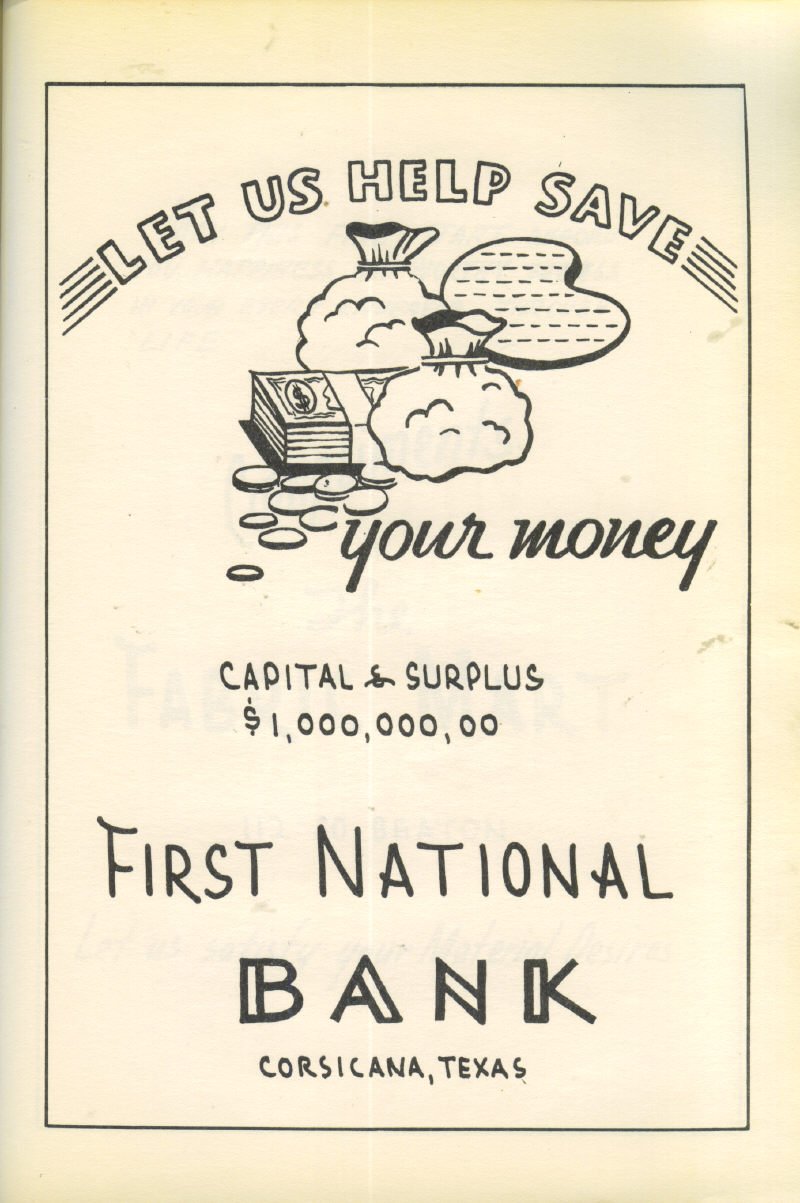 LET US HELP SAVE
your money
CAPITAL & SURPLUS
$1,000,000,00
FIRST NATIONAL
BANK
CORSICANA, TEXAS